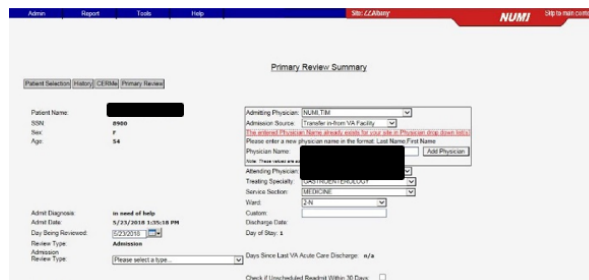 Admin Report Tools Help Site: ZZAlbany NUMI Skip to main
Primary Review Summary
Patient Selection History CERMe Primary Review
Patient Name: Admitting Physician: NUMI,TIM
SSN: 8900 Admission Source: Transfer in-from VA Facility
Sex: F The entered Physician Name already exists for your site in Physician drop down list(s)
Age: 54 Please enter a new physician name in the format: Last Name,First Name
Physician Name: Add Physician
Note: These values are
Attending Physician:
Treating Specialty: GASTROENTEROLOGY
Service Section: MEDICINE
Ward: 2-N
Admit Diagnosis: in need of help Custom:
Admit Date: 5/23/2018 1:35:18 PM Discharge Date:
Day Being Reviewed: 5/23/2018 Day of Stay: 1
Review Type: Admission
Admission
Review Type: Please select a type... Days Since Last VA Acute Care Discharge: n/a
Check if Unscheduled Readmit Within 30 Days: